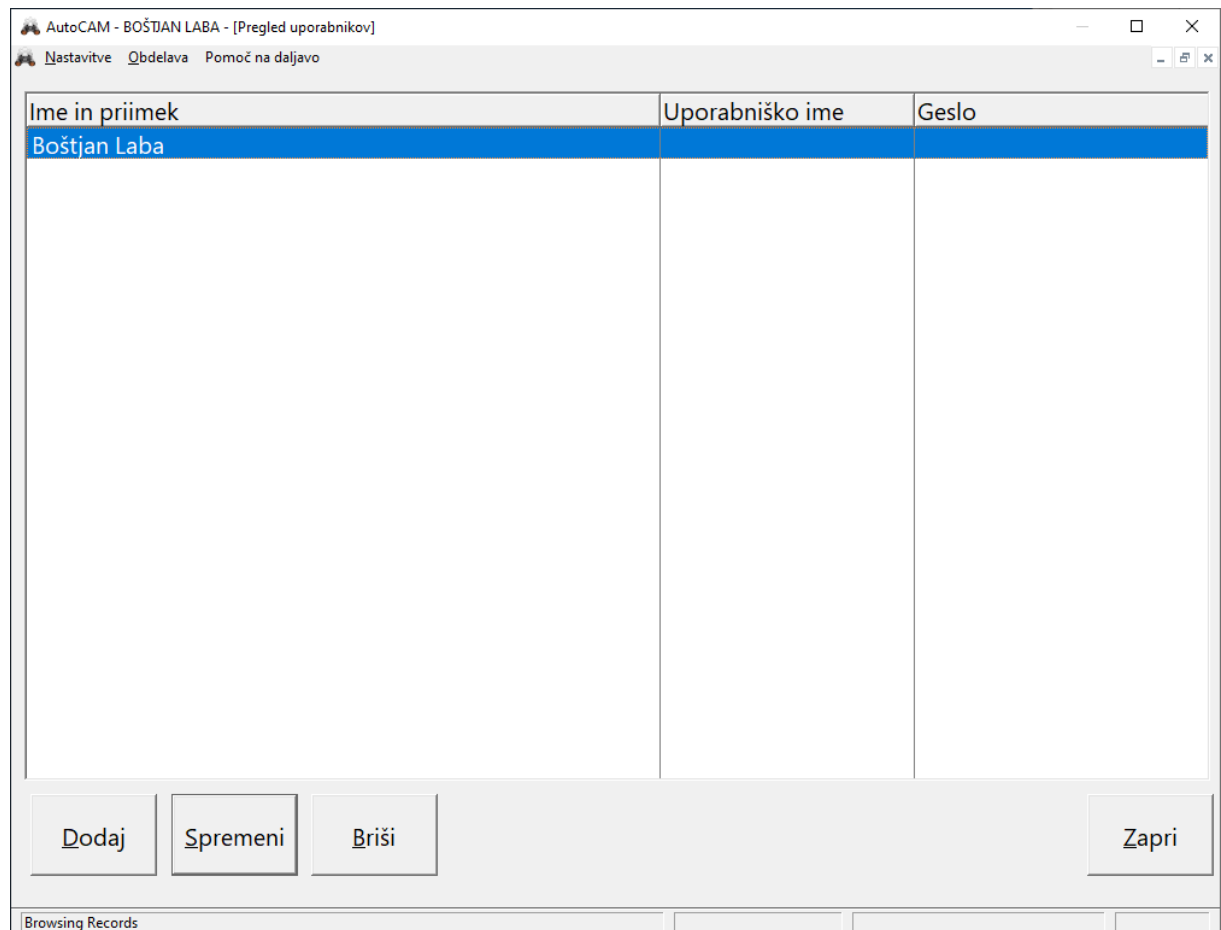 AutoCAM - BOŠTJAN LABA - [Pregled uporabnikov]
Nastavitve Obdelava Pomoč na daljavo
Ime in priimek Uporabniško ime Geslo
Boštjan Laba
Dodaj Spremeni Briši Zapri
Browsing Records